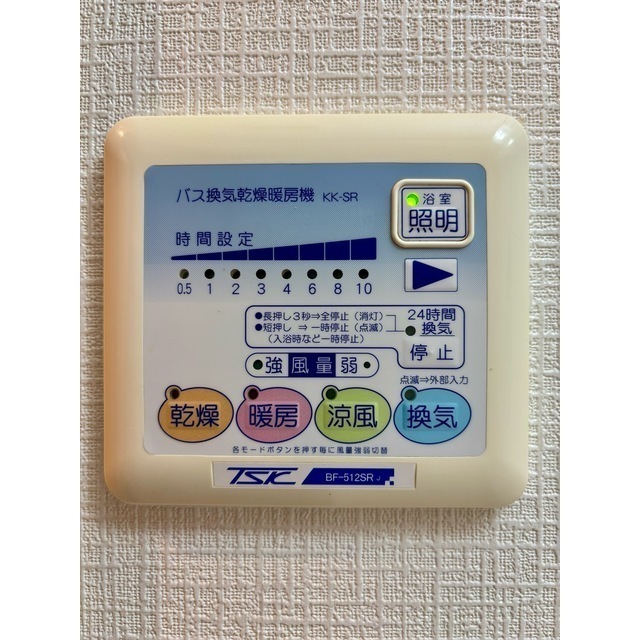 バス換気乾燥暖房機 KK-SR
浴室
照明
時間設定
0.5 1 2 3 4 6 8 10
●長押し3秒⇒全停止(消灯)
●短押し ⇒一時停止(点滅)
(入浴時など一時停止)
24時間
換気
停止
強 風量 弱
点滅⇒外部入力
乾燥 暖房 涼風 換気
各モードボタンを押す毎に風量強弱切替
TSK BF-512SR J